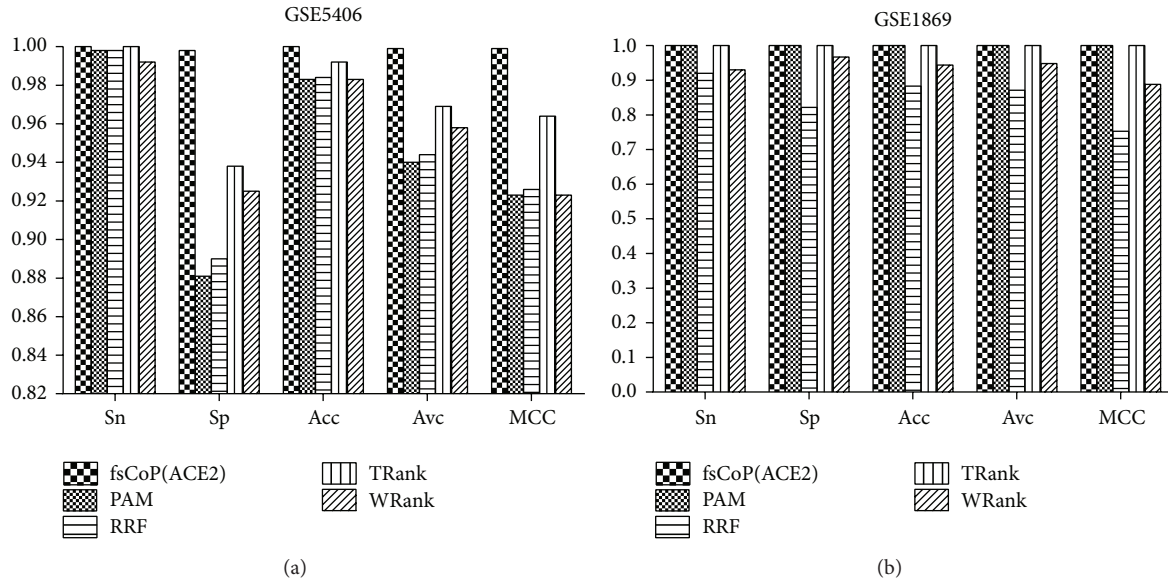 GSE5406
1.00
0.98
0.96
0.94
0.92
0.90
0.88
0.86
0.84
0.82
Sn Sp Acc Avc MCC
fsCoP(ACE2) TRank
PAM WRank
RRF
(a)
GSE1869
1.0
0.9
0.8
0.7
0.6
0.5
0.4
0.3
0.2
0.1
0.0
Sn Sp Acc Avc MCC
fsCoP(ACE2) TRank
PAM WRank
RRF
(b)